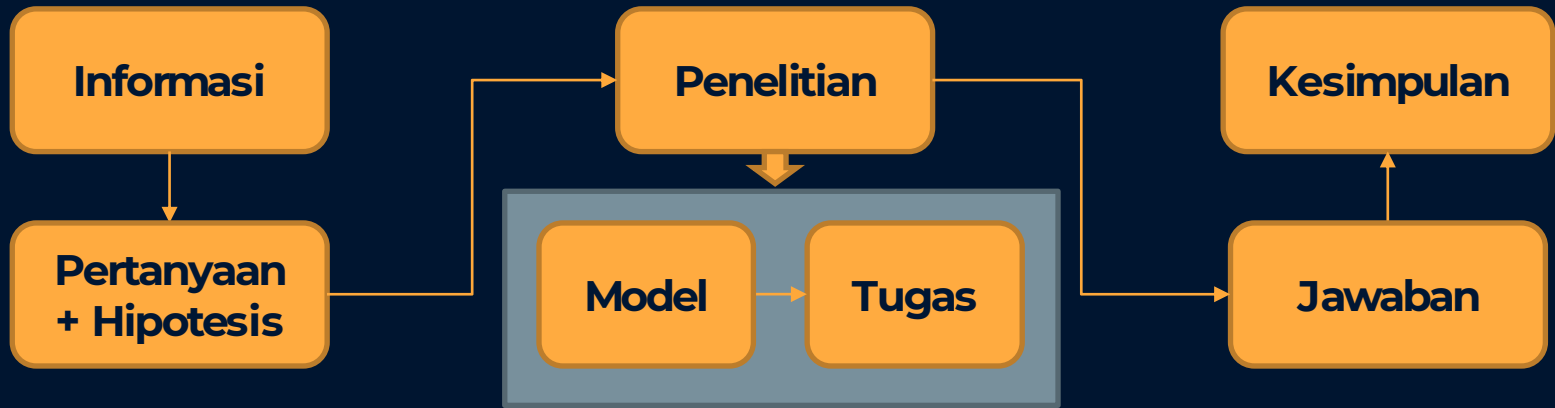 Informasi
Pertanyaan
+ Hipotesis
Penelitian
Model
Tugas
Jawaban
Kesimpulan